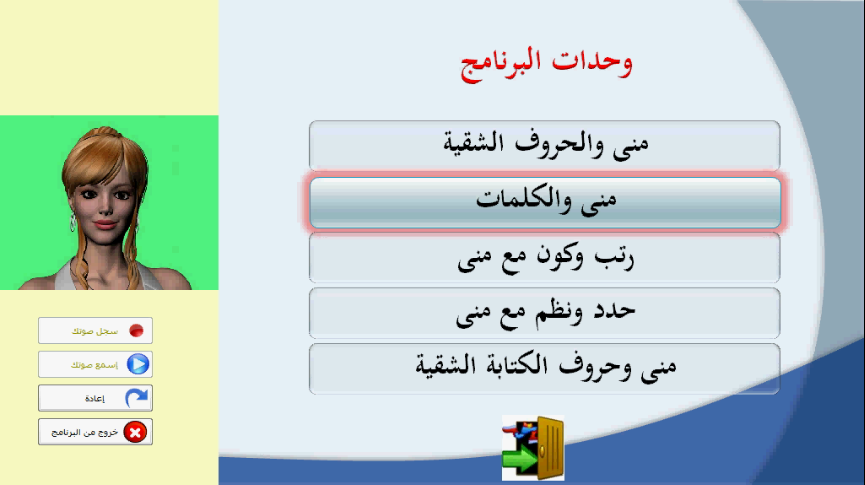 وحدات البرنامج
منى والحروف الشقية
منى والكلمات
رتب وكون مع منى
حدد ونظم مع منى
منى وحروف الكتابة الشقية
سجل صوتك
إسمع صوتك
إعادة
خروج من البرنامج